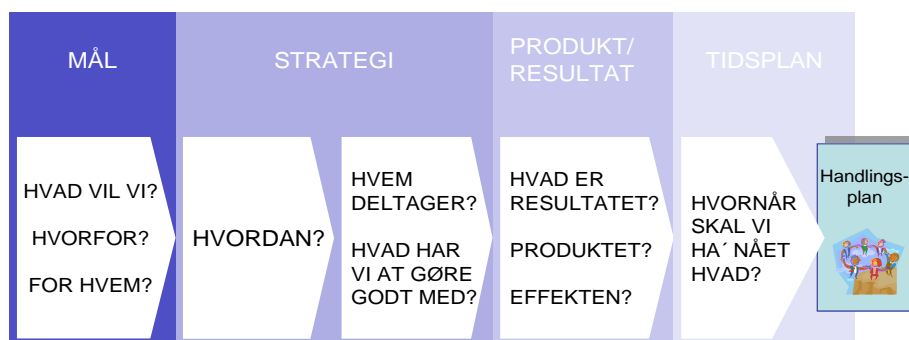 MÅL
STRATEGI
PRODUKT/
RESULTAT
TIDSPLAN
HVAD VIL VI?
HVORFOR?
FOR HVEM?
HVORDAN?
HVEM
DELTAGER?
HVAD HAR
VI AT GØRE
GODT MED?
HVAD ER
RESULTATET?
PRODUKTET?
EFFEKTEN?
HVORNÅR
SKAL VI
HA´ NÅET
HVAD?
Handlings-
plan